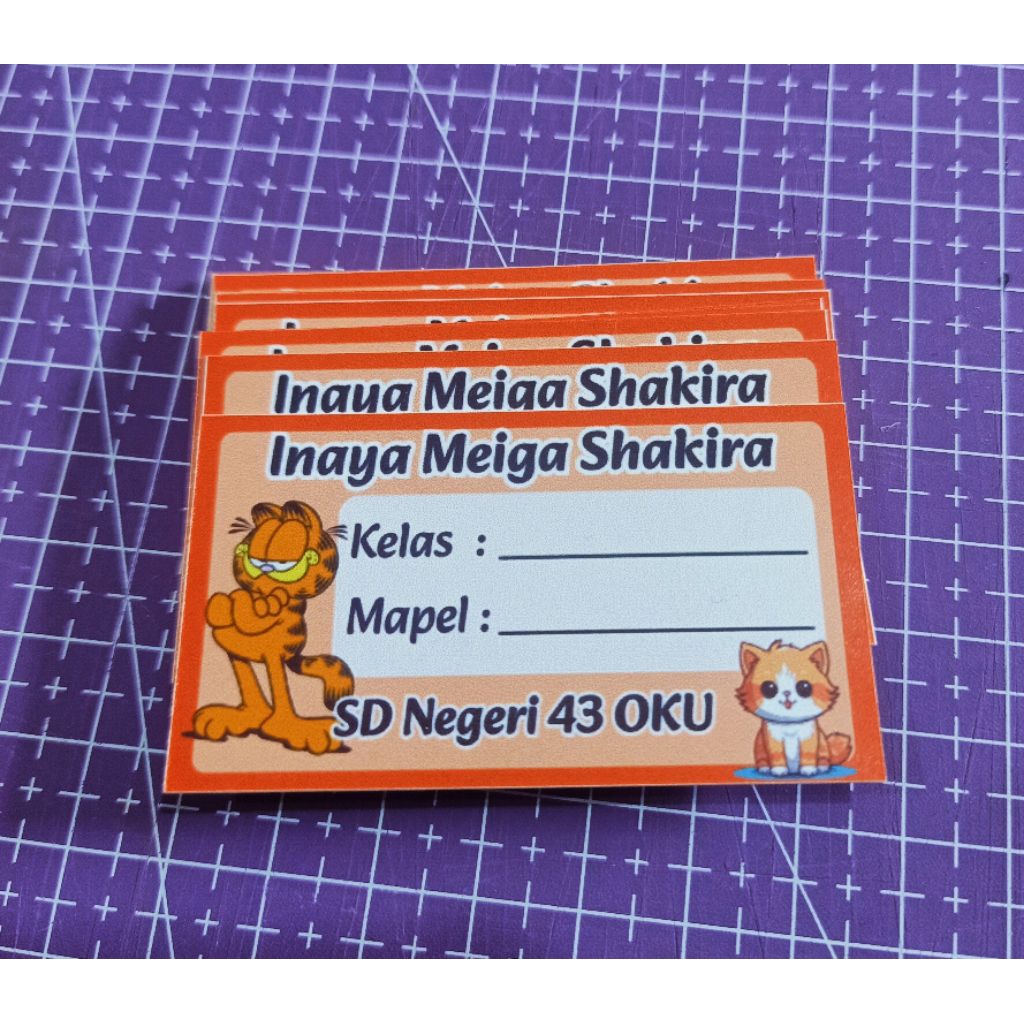 Inaya Meiga Shakira
Inaya Meiga Shakira
Kelas : 
Mapel : 
SD Negeri 43 OKU